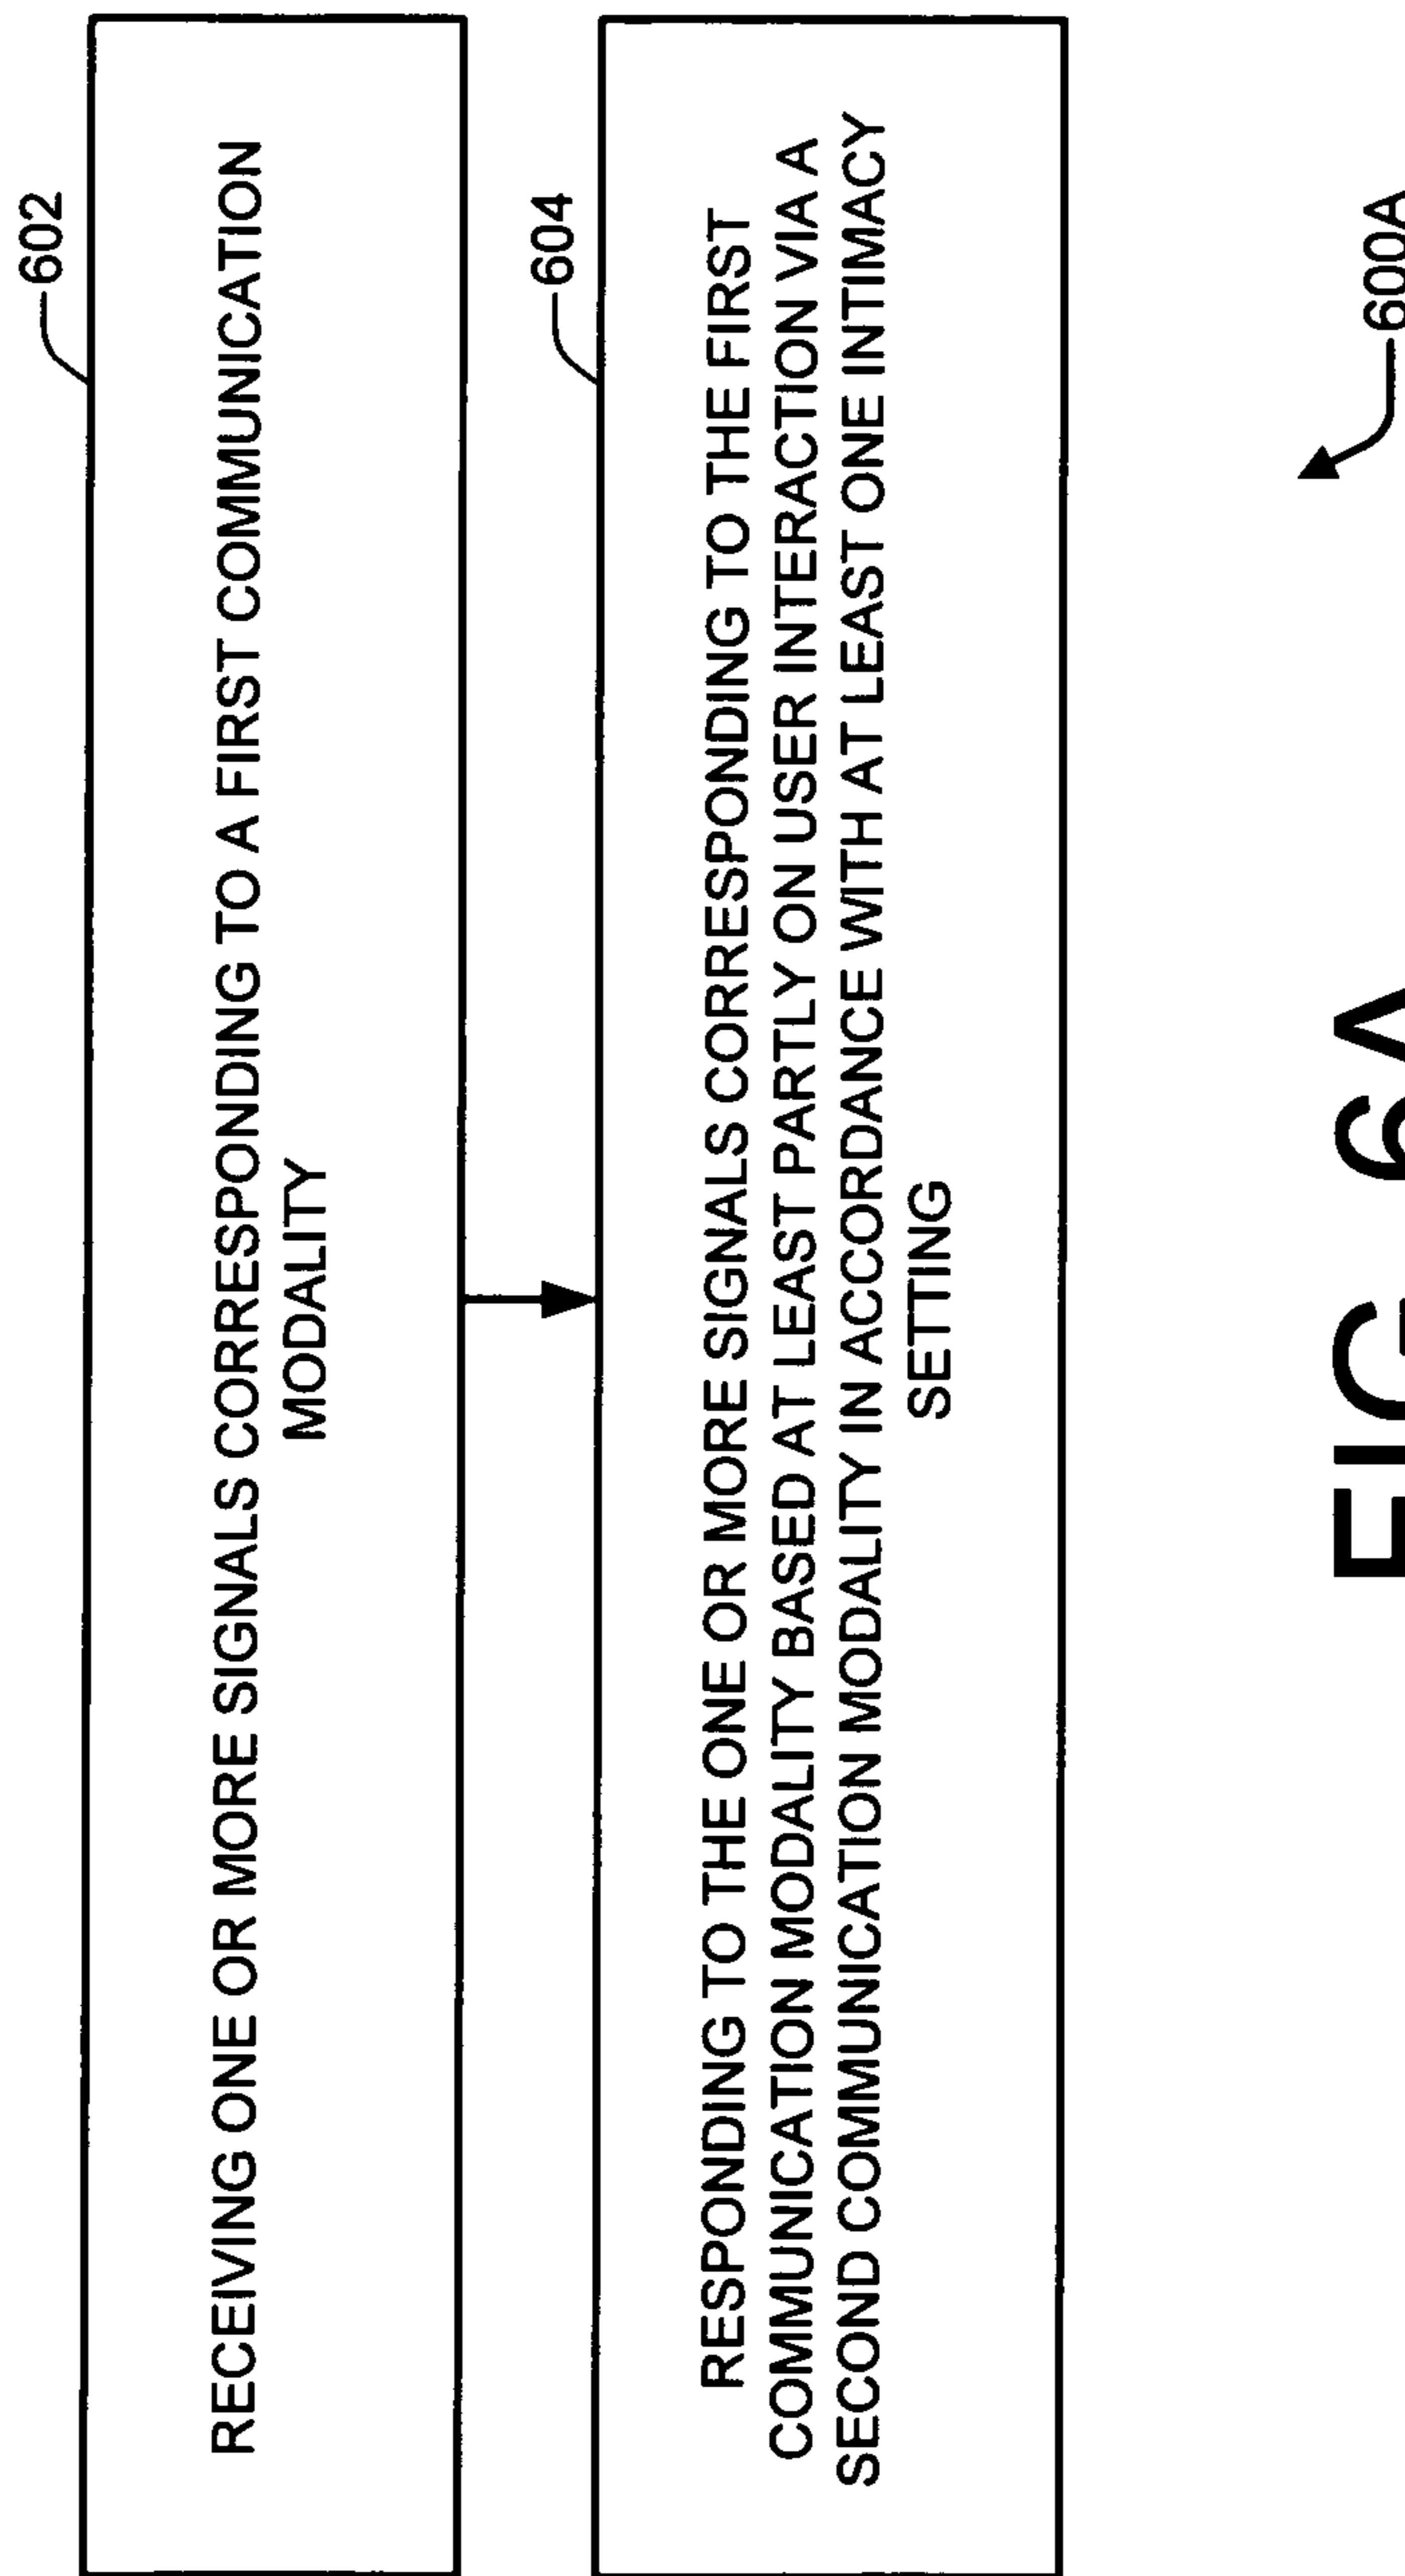 602
RECEIVING ONE OR MORE SIGNALS CORRESPONDING TO A FIRST COMMUNICATION
MODALITY
604
RESPONDING TO THE ONE OR MORE SIGNALS CORRESPONDING TO THE FIRST
COMMUNICATION MODALITY BASED AT LEAST PARTLY ON USER INTERACTION VIA A
SECOND COMMUNICATION MODALITY IN ACCORDANCE WITH AT LEAST ONE INTIMACY
SETTING
600A
FIG. 6A